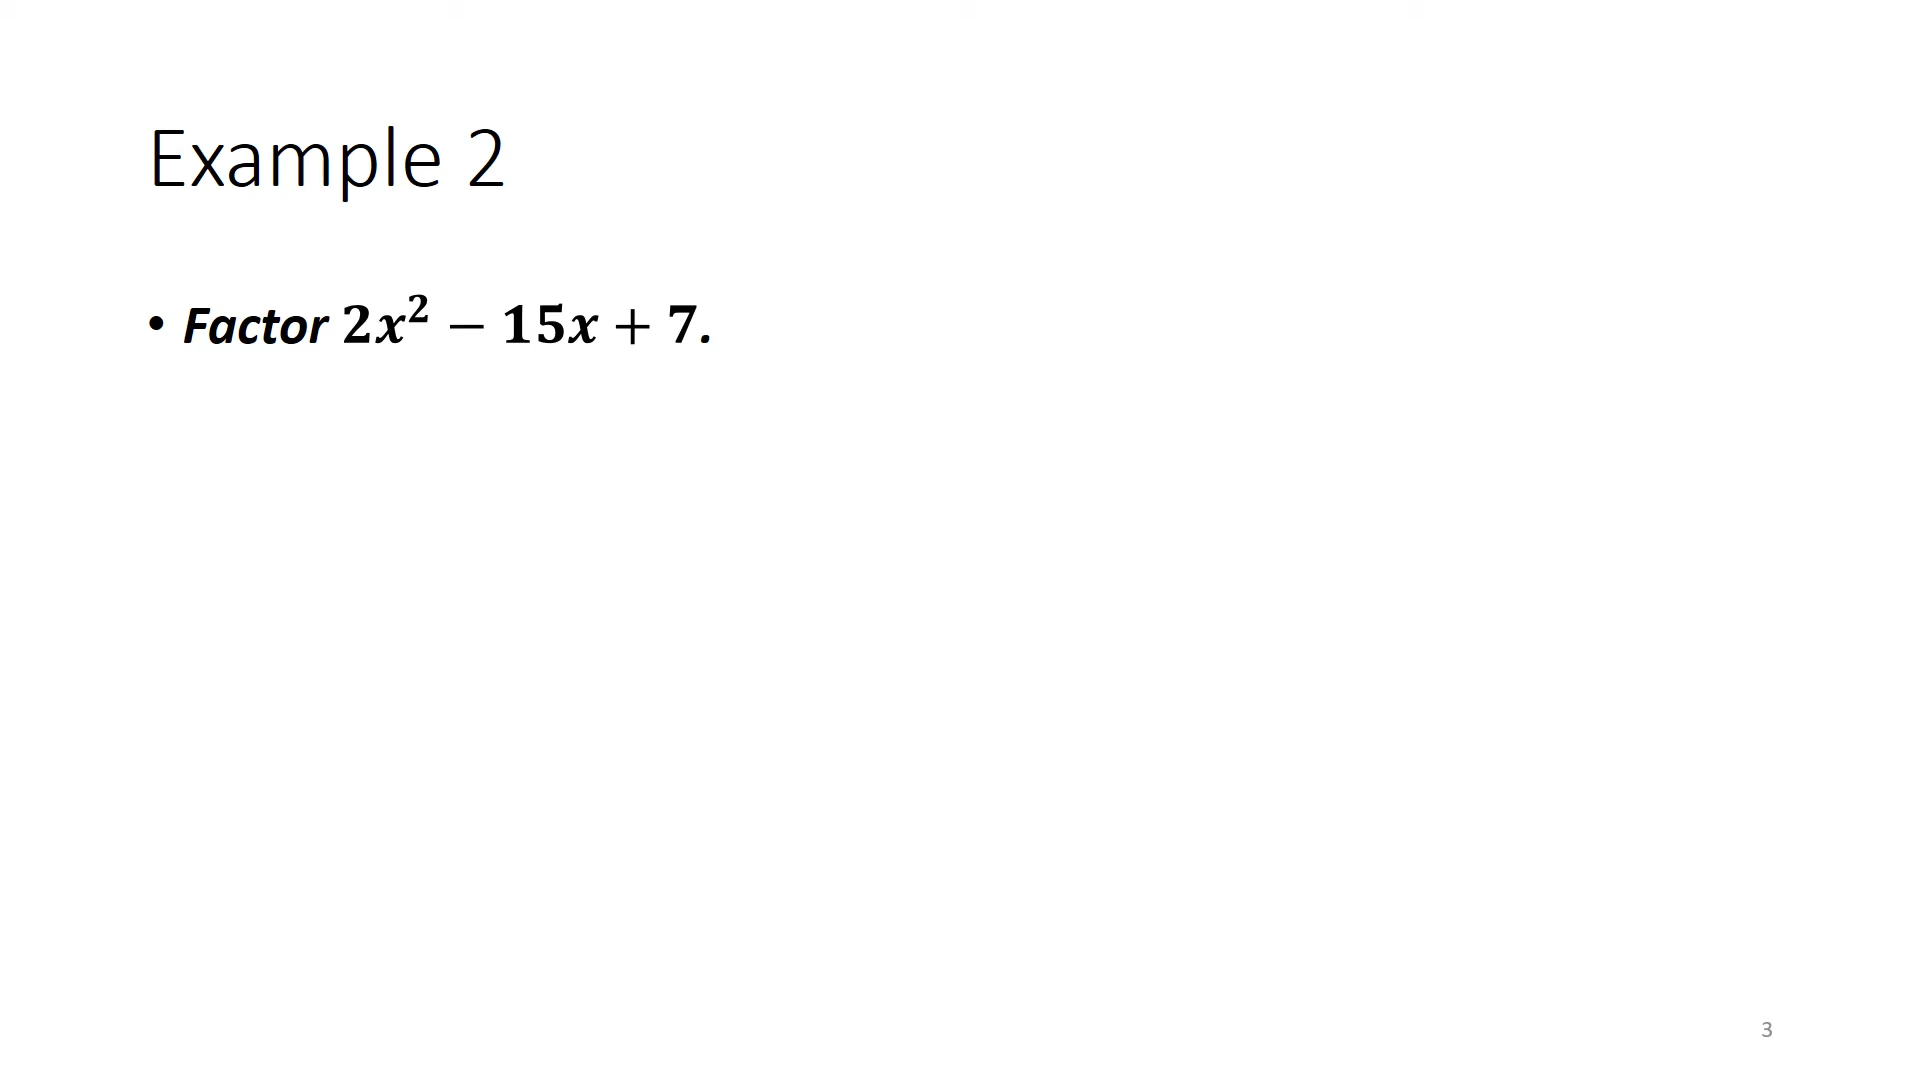 Example 2
• Factor 2x² − 15x + 7.
3